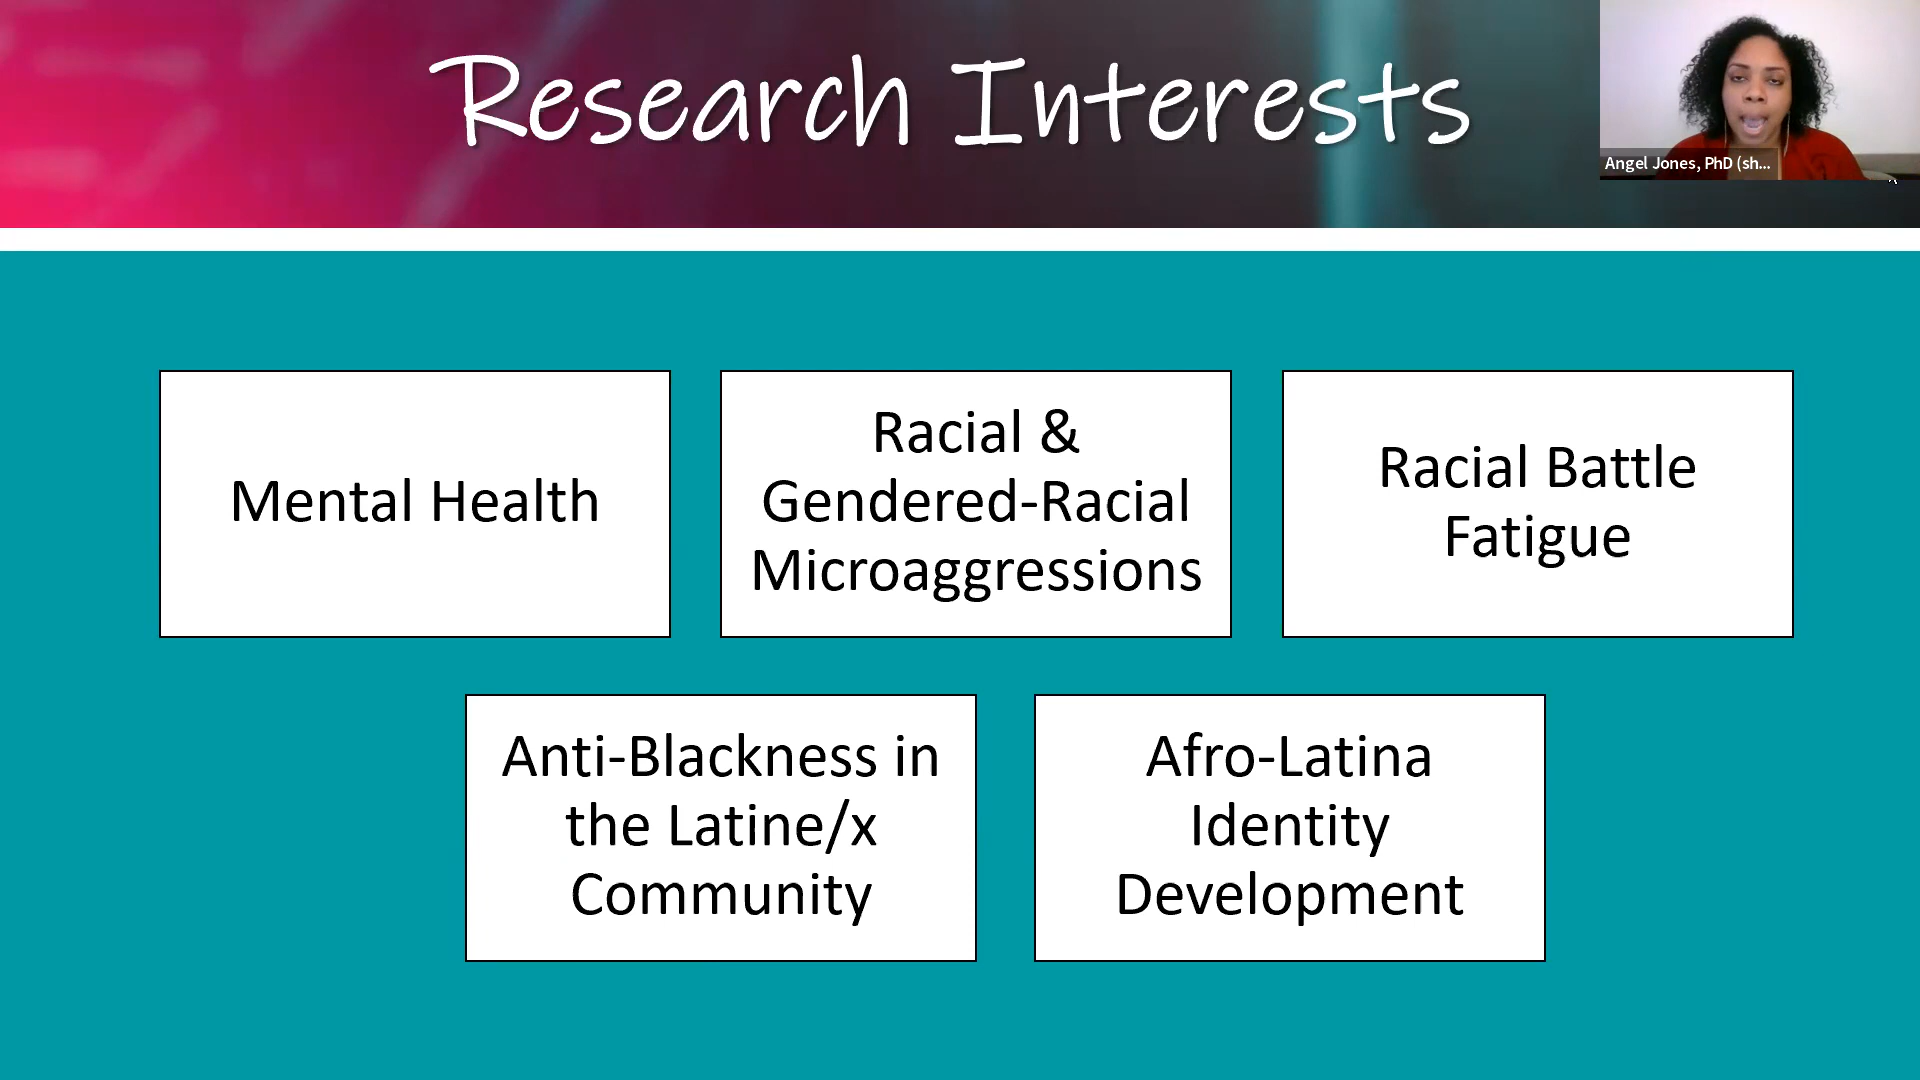 Research Interests
Angel Jones, PhD (sh...
Mental Health
Racial &
Gendered-Racial
Microaggressions
Racial Battle
Fatigue
Anti-Blackness in
the Latine/x
Community
Afro-Latina
Identity
Development